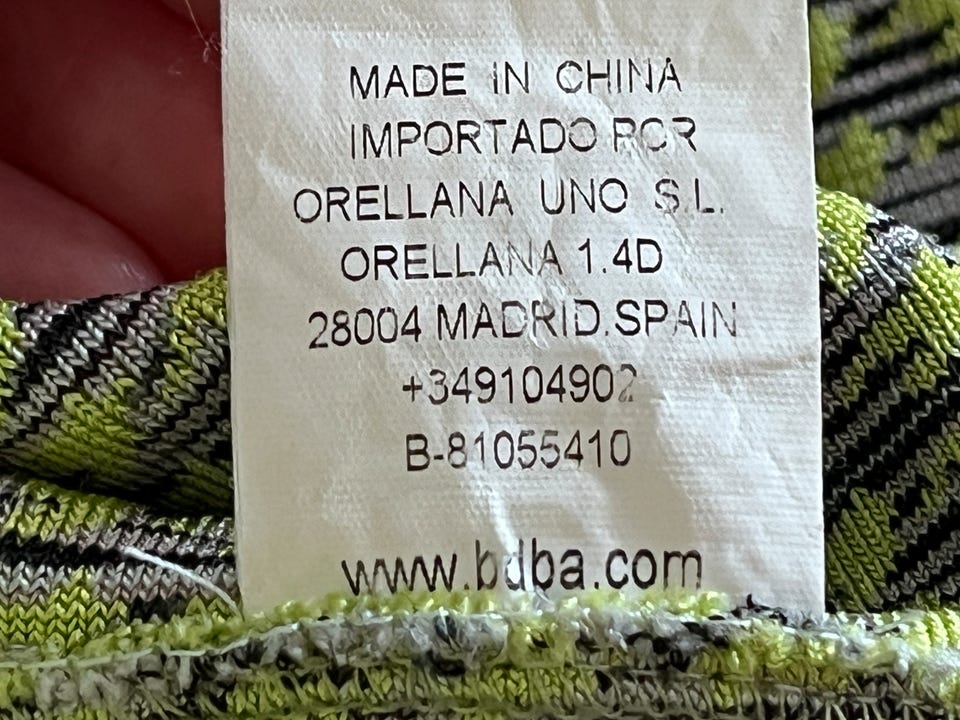 MADE IN CHINA
IMPORTADO POR
ORELLANA UNO S.L.
ORELLANA 1.4D
28004 MADRID.SPAIN
+349104902
B-81055410
www.bdba.com